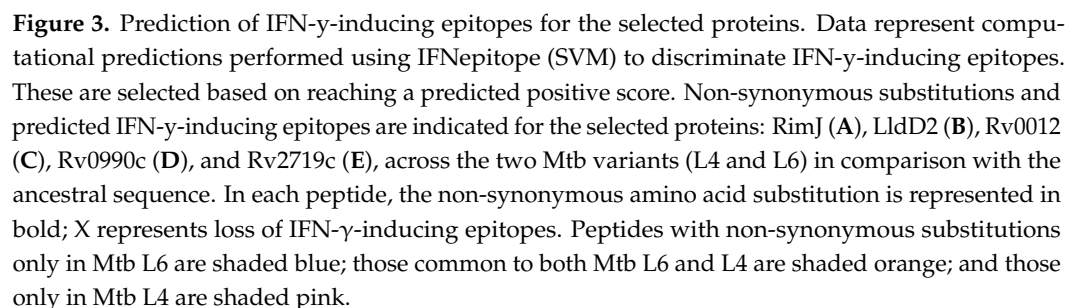 Figure 3. Prediction of IFN-y-inducing epitopes for the selected proteins. Data represent compu-
tational predictions performed using IFNepitope (SVM) to discriminate IFN-y-inducing epitopes.
These are selected based on reaching a predicted positive score. Non-synonymous substitutions and
predicted IFN-y-inducing epitopes are indicated for the selected proteins: RimJ (A), LldD2 (B), Rv0012
(C), Rv0990c (D), and Rv2719c (E), across the two Mtb variants (L4 and L6) in comparison with the
ancestral sequence. In each peptide, the non-synonymous amino acid substitution is represented in
bold; X represents loss of IFN-γ-inducing epitopes. Peptides with non-synonymous substitutions
only in Mtb L6 are shaded blue; those common to both Mtb L6 and L4 are shaded orange; and those
only in Mtb L4 are shaded pink.